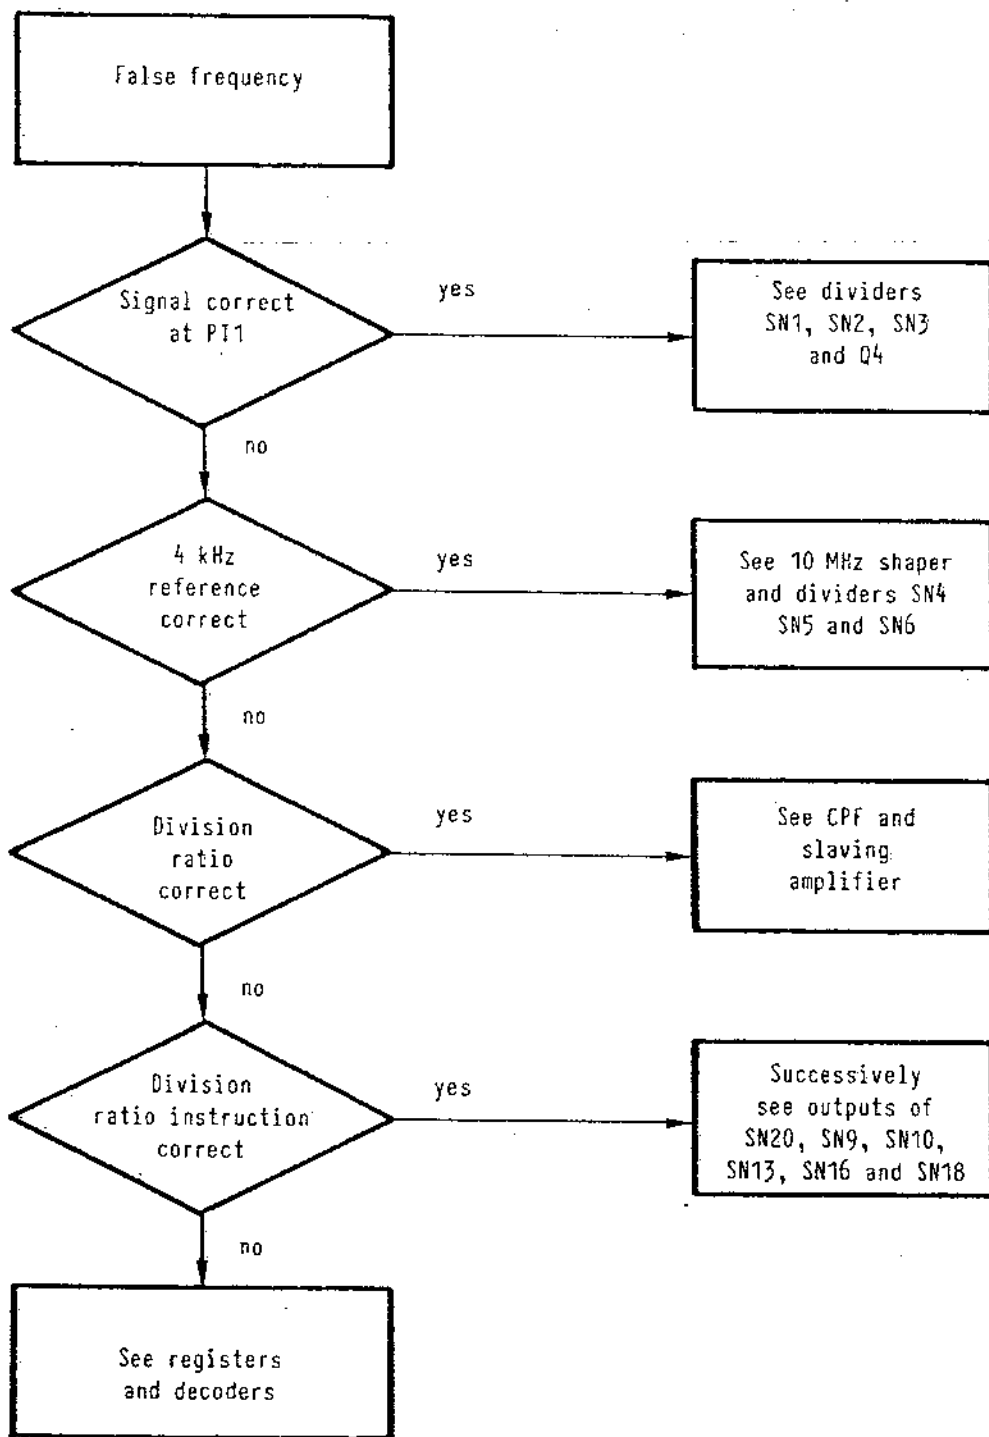 False frequency
Signal correct
at PI1
yes
See dividers
SN1, SN2, SN3
and Q4
no
4 kHz
reference
correct
yes
See 10 MHz shaper
and dividers SN4
SN5 and SN6
no
Division
ratio
correct
yes
See CPF and
slaving
amplifier
no
Division
ratio instruction
correct
yes
Successively
see outputs of
SN20, SN9, SN10,
SN13, SN16 and SN18
no
See registers
and decoders